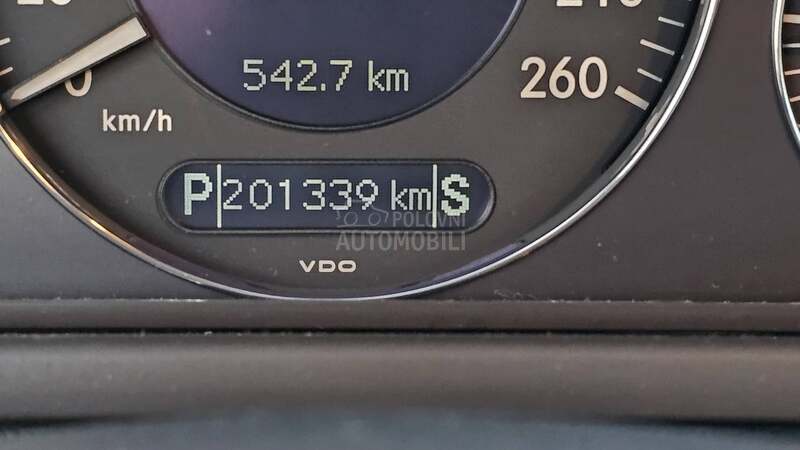 542.7 km
260
0
km/h
P 201339 km S
POLOVNI
AUTOMOBILI
VDO